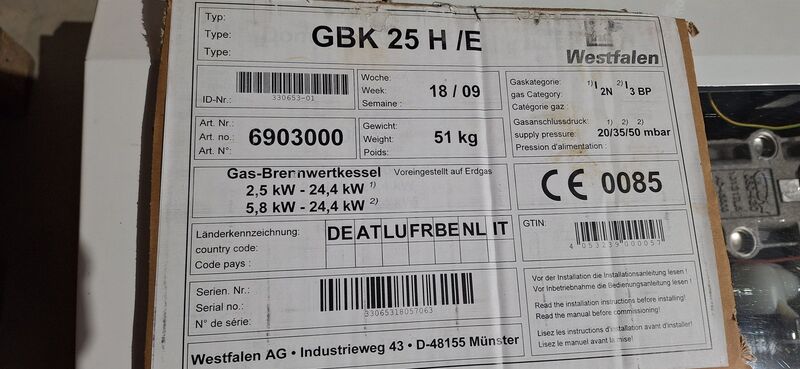 Typ:
Type:
Type:
GBK 25 H /E
Westfalen
ID-Nr.:
330653-01
Woche:
Week:
Semaine :
18 / 09
Gaskategorie:
gas Category:
Catégorie gaz :
1) I 2N 2) I 3 BP
Art. Nr.:
Art. no.:
Art. N°:
6903000
Gewicht:
Weight:
Poids:
51 kg
Gasanschlussdruck:
supply pressure:
Pression d'alimentation :
1) 2) 2)
20/35/50 mbar
Gas-Brennwertkessel Voreingestellt auf Erdgas
2,5 kW - 24,4 kW 1)
5,8 kW - 24,4 kW 2)
CE 0085
Länderkennzeichnung:
country code:
Code pays :
DE AT LU FR BE NL IT
GTIN:
4053239000057
Serien. Nr.:
Serial no.:
N° de série:
33065318057063
Vor der Installation die Installationsanleitung lesen !
Vor Inbetriebnahme die Bedienungsanleitung lesen !
Read the installation instructions before installing!
Read the manual before commissioning!
Lisez les instructions d'installation avant d'installer!
Lisez le manuel avant la mise!
Westfalen AG • Industrieweg 43 • D-48155 Münster